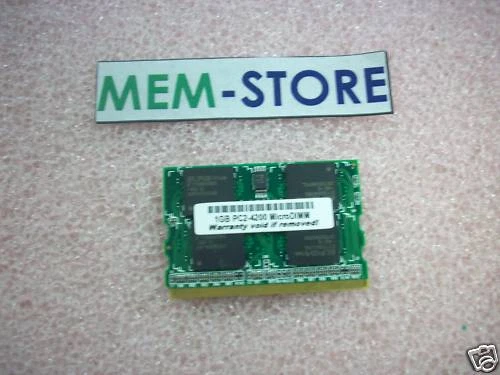 MEM-STORE
1GB PC2-4200 MicroDIMM
Warranty void if removed!